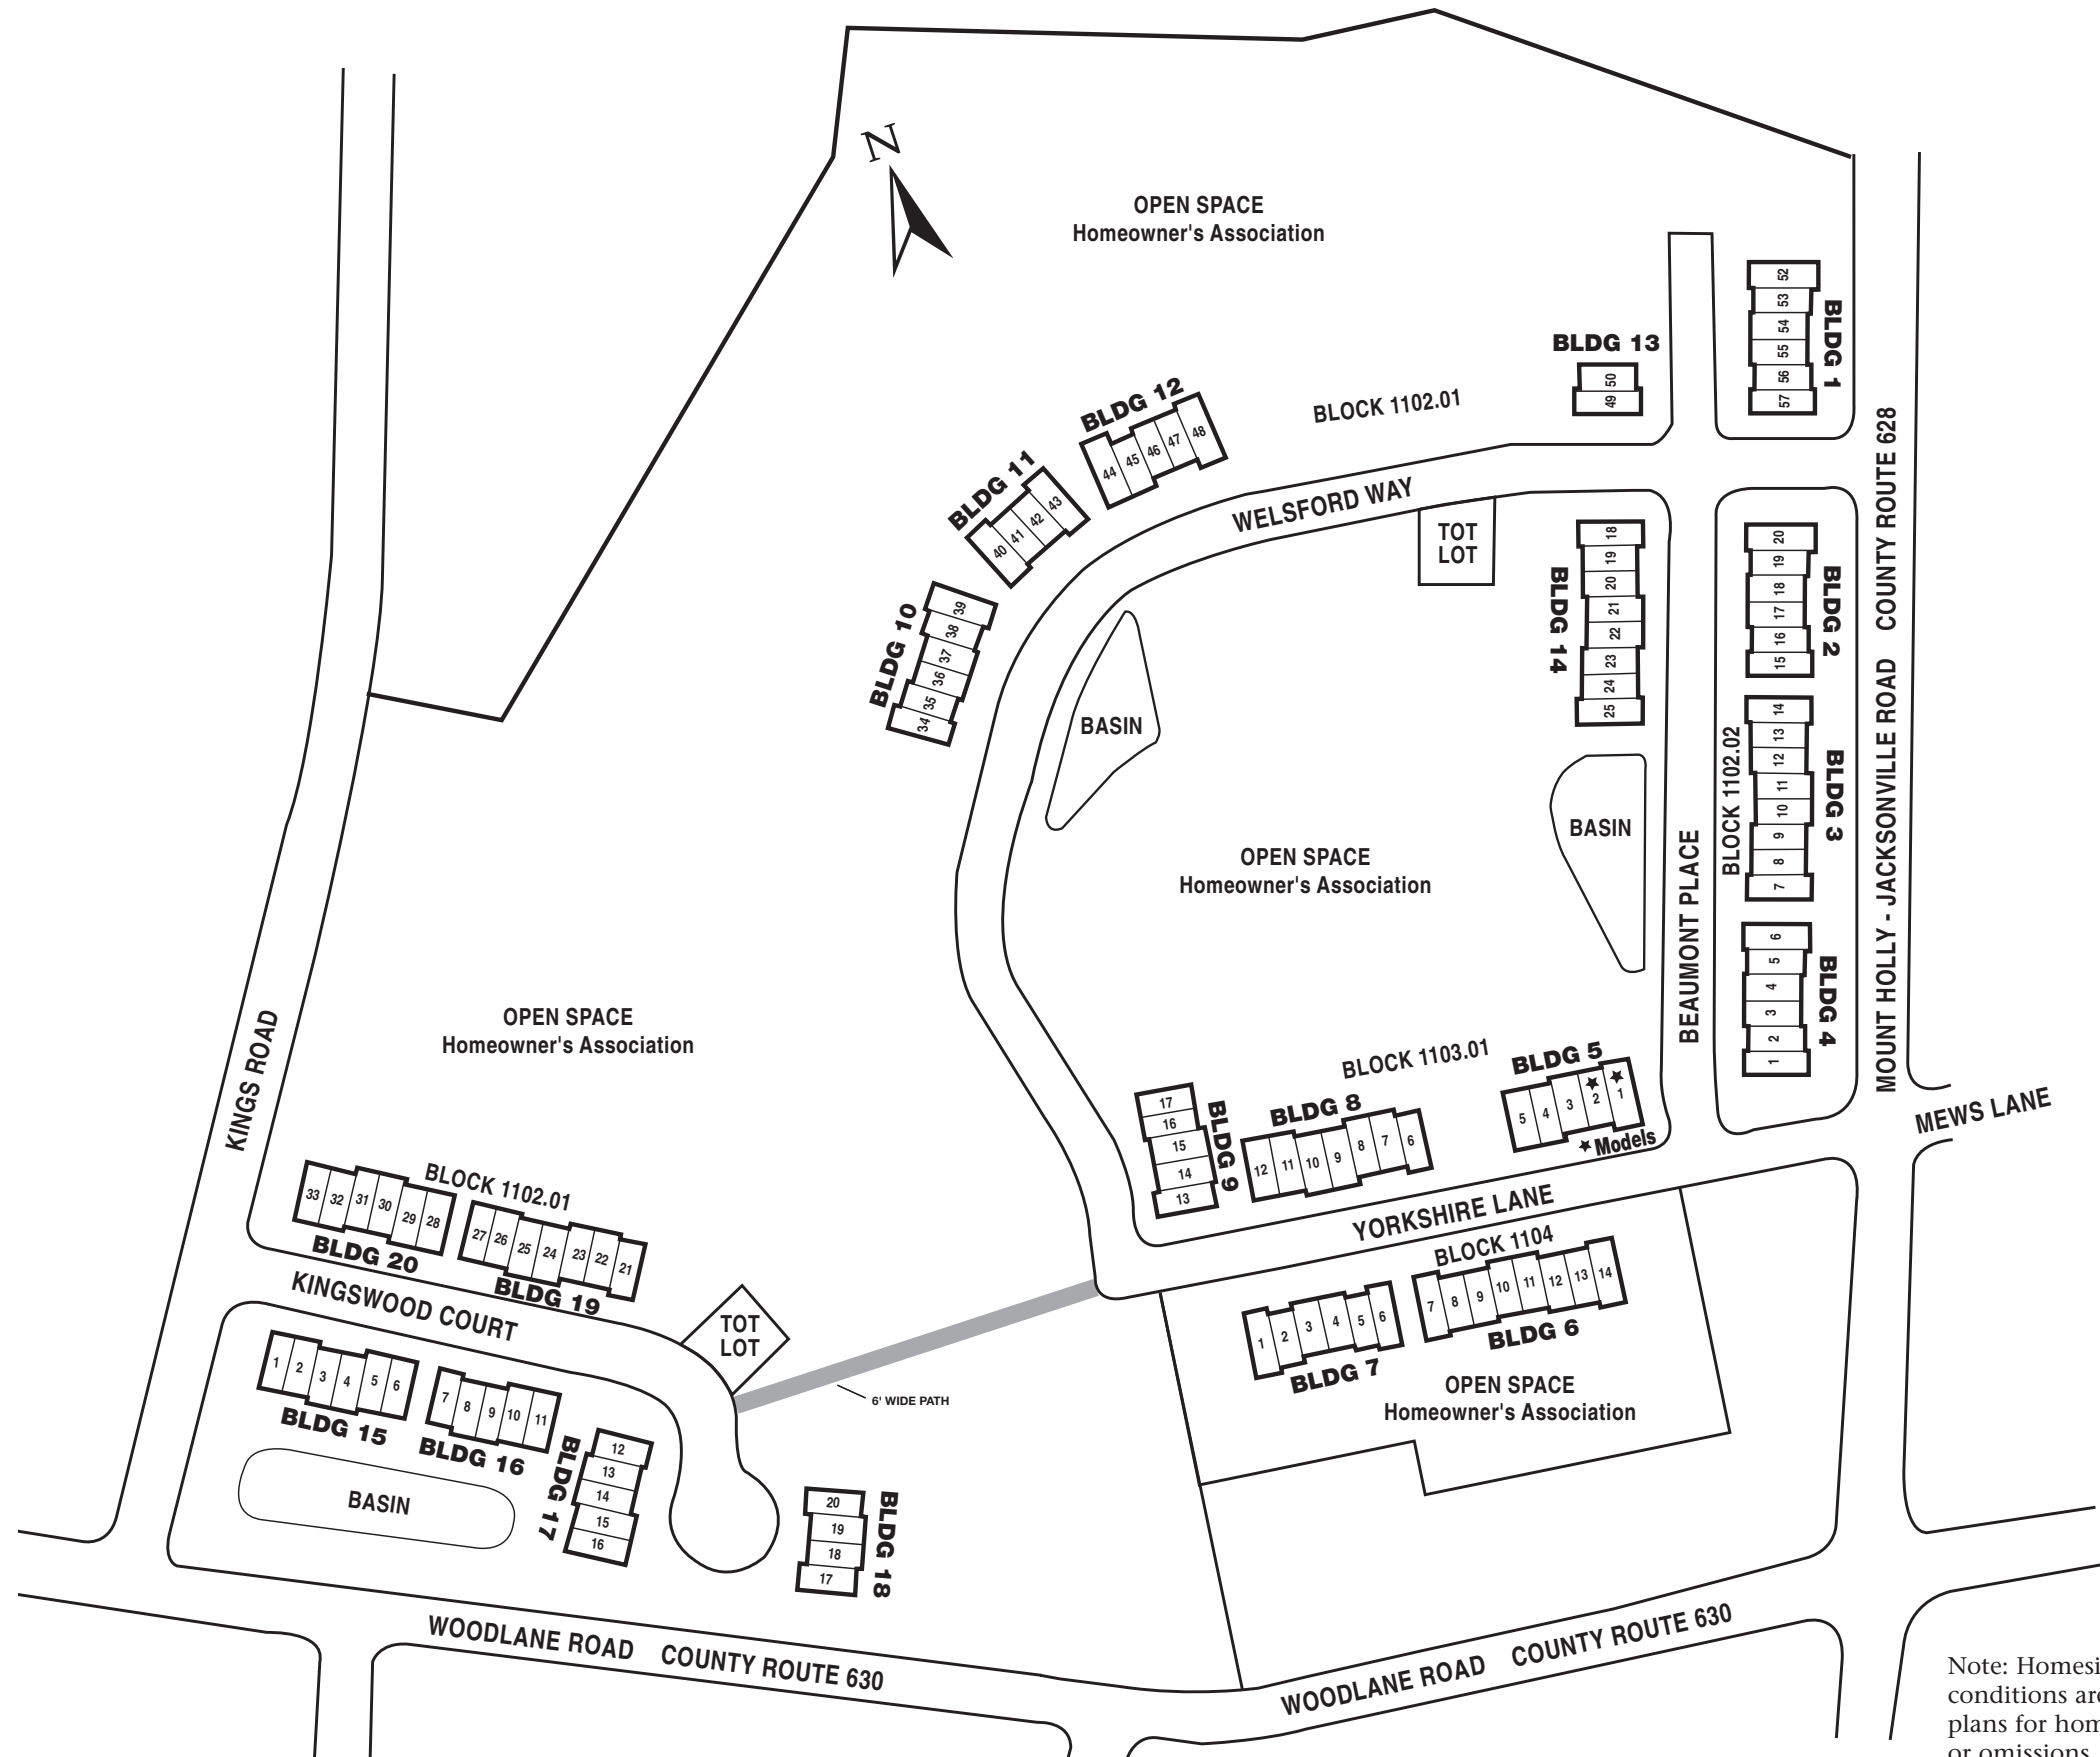 N
OPEN SPACE
Homeowner's Association
52
53
54
55
56
57
BLDG 1
BLDG 13
50
49
BLOCK 1102.01
BLDG 12
44
45
46
47
48
BLDG 11
40
41
42
43
BLDG 10
39
38
37
36
35
34
WELSFORD WAY
TOT
LOT
BASIN
BLDG 14
18
19
20
21
22
23
24
25
20
19
18
17
16
15
BLDG 2
MOUNT HOLLY - JACKSONVILLE ROAD COUNTY ROUTE 628
BLOCK 1102.02
14
13
12
11
10
9
8
7
BLDG 3
BASIN
BEAUMONT PLACE
OPEN SPACE
Homeowner's Association
6
5
4
3
2
1
BLDG 4
MEWS LANE
OPEN SPACE
Homeowner's Association
KINGS ROAD
BLOCK 1103.01
BLDG 5
5
4
3
2
1
Models
BLDG 8
12
11
10
9
8
7
6
17
16
15
14
13
BLDG 9
YORKSHIRE LANE
BLOCK 1104
7
8
9
10
11
12
13
14
BLDG 6
1
2
3
4
5
6
BLDG 7
OPEN SPACE
Homeowner's Association
BLOCK 1102.01
33
32
31
30
29
28
BLDG 20
27
26
25
24
23
22
21
BLDG 19
KINGSWOOD COURT
TOT
LOT
6' WIDE PATH
1
2
3
4
5
6
BLDG 15
7
8
9
10
11
BLDG 16
BLDG 17
12
13
14
15
16
BASIN
20
19
18
17
BLDG 18
WOODLANE ROAD COUNTY ROUTE 630
WOODLANE ROAD COUNTY ROUTE 630
Note:
plans for
or omissions